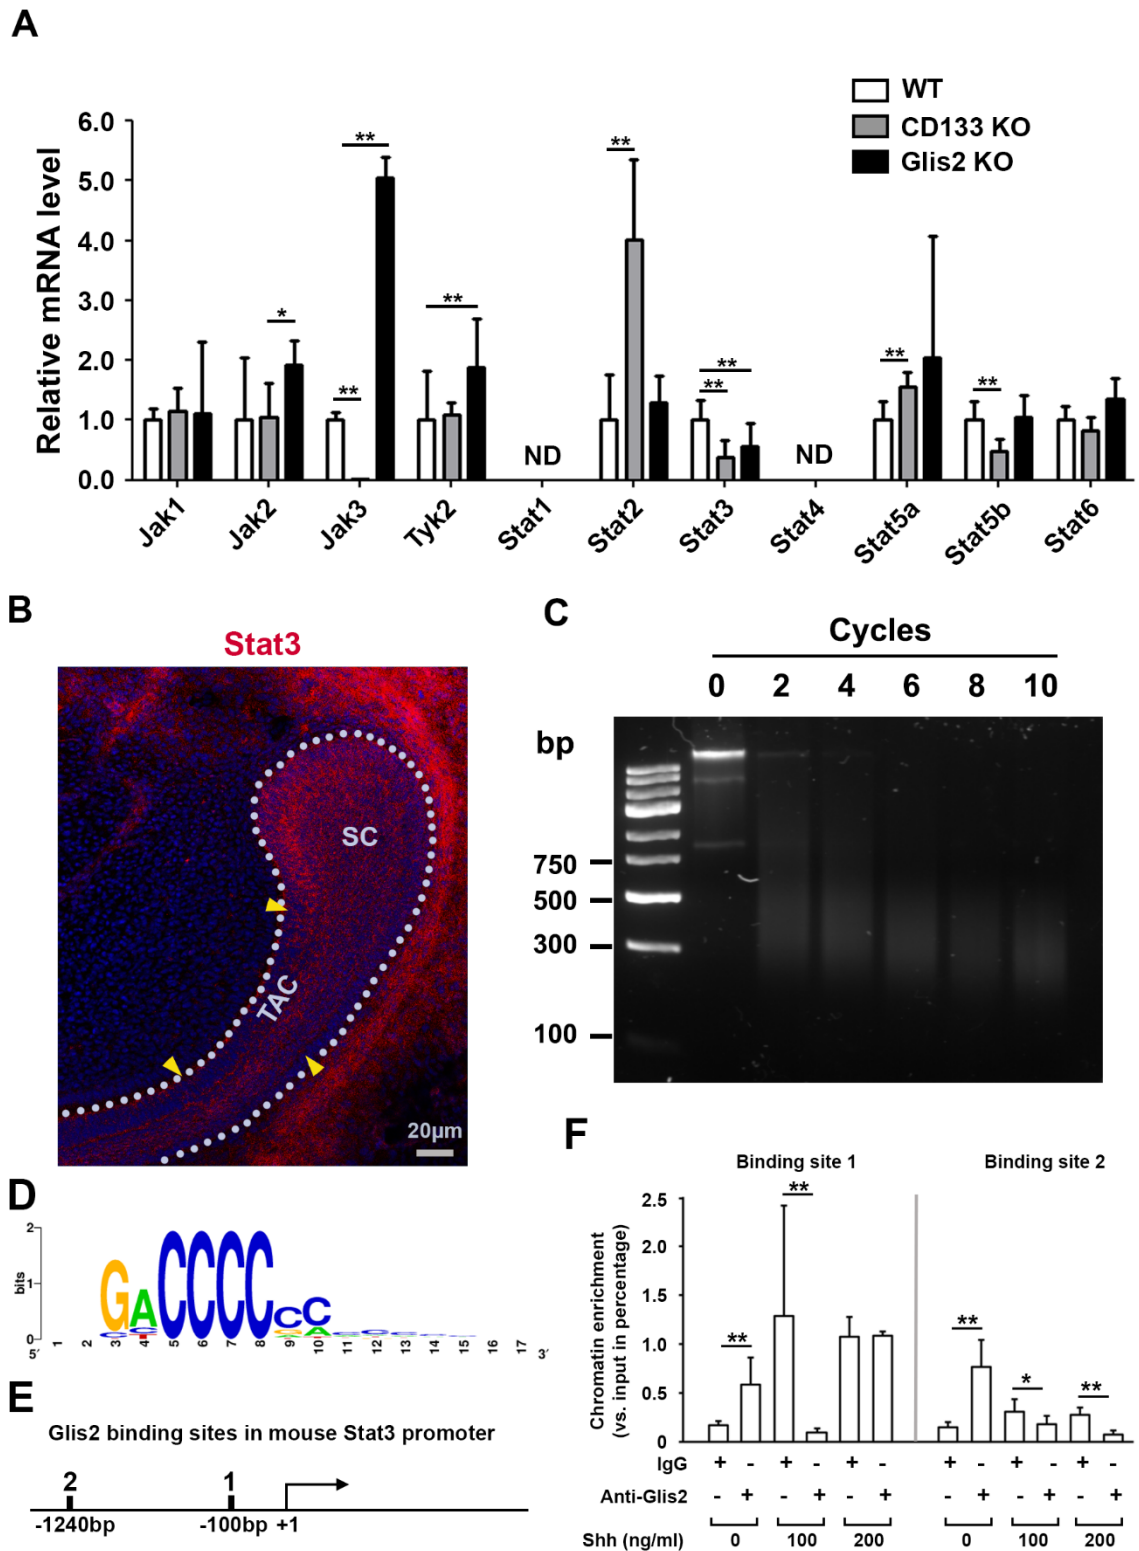 A
WT
CD133 KO
Glis2 KO
Relative mRNA level
6.0
5.0
4.0
3.0
2.0
1.0
0.0
**
*
**
**
**
**
**
**
**
ND
ND
Jak1
Jak2
Jak3
Tyk2
Stat1
Stat2
Stat3
Stat4
Stat5a
Stat5b
Stat6
B
Stat3
SC
TAC
20μm
C
Cycles
0 2 4 6 8 10
bp
750
500
300
100
D
bits
2
1
0
GACCCCCC
5′ 1 2 3 4 5 6 7 8 9 10 11 12 13 14 15 16 17 3′
E
Glis2 binding sites in mouse Stat3 promoter
2 1
-1240bp -100bp +1
F
Binding site 1 Binding site 2
Chromatin enrichment
(vs. input in percentage)
2.5
2.0
1.5
1.0
0.5
0
** ** ** * **
IgG + - + - + - + - + - + -
Anti-Glis2 - + - + - + - + - + - +
Shh (ng/ml) 0 100 200 0 100 200